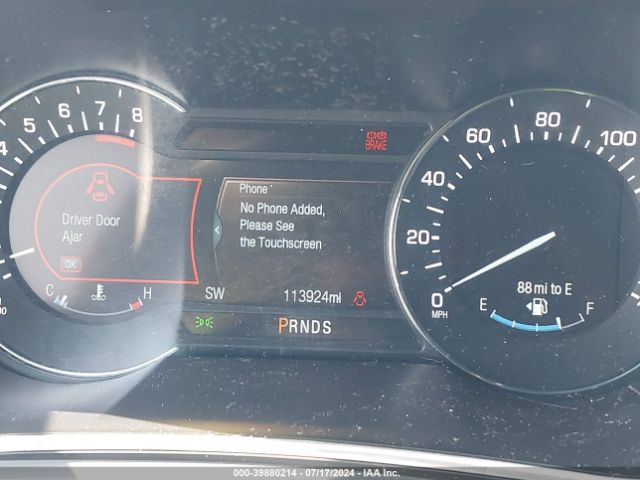 4 5 6 7 8
Driver Door
Ajar
OK
C H
BRAKE
Phone
No Phone Added,
Please See
the Touchscreen
SW 113924mi
PRNDS
0 20 40 60 80 100
MPH
88 mi to E
E F
000-39880214 - 07/17/2024 - IAA Inc.